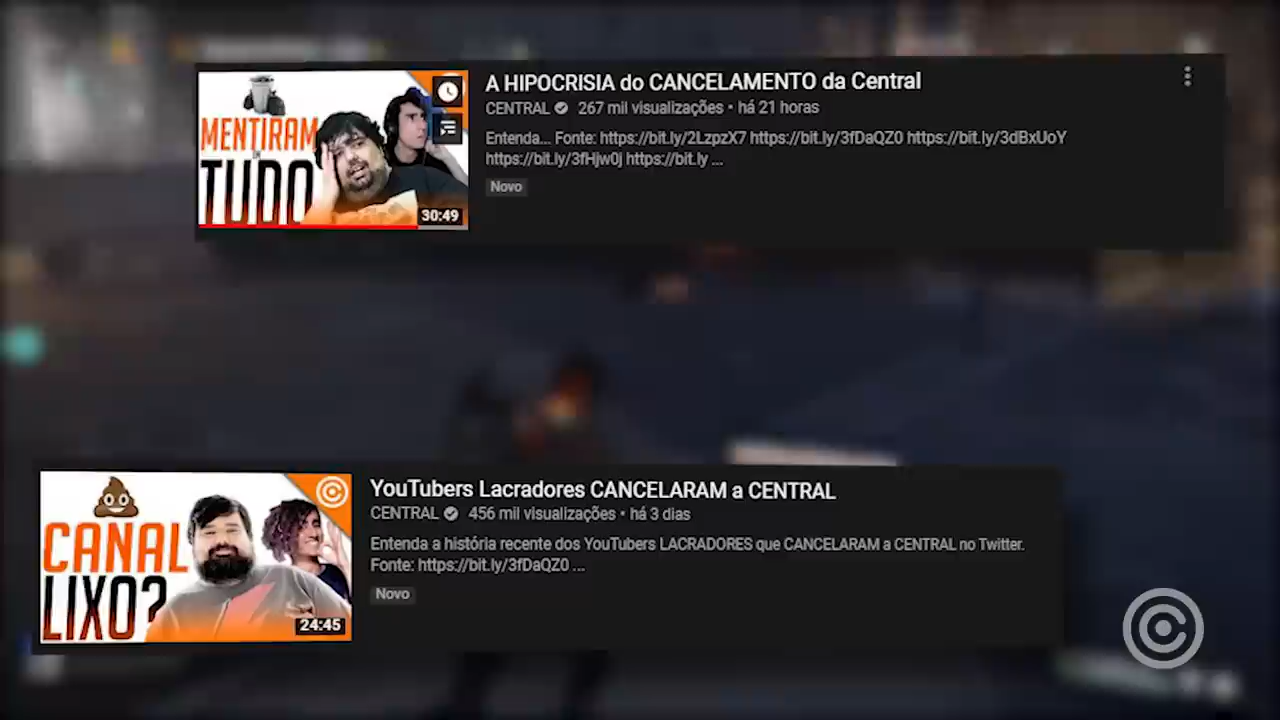 MENTIRAM
EM
TUDO
30:49
A HIPOCRISIA do CANCELAMENTO da Central
CENTRAL 267 mil visualizações • há 21 horas
Entenda... Fonte: https://bit.ly/2LzpzX7 https://bit.ly/3fDaQZ0 https://bit.ly/3dBxUoY
https://bit.ly/3fHjw0j https://bit.ly ...
Novo
CANAL
LIXO?
24:45
YouTubers Lacradores CANCELARAM a CENTRAL
CENTRAL 456 mil visualizações • há 3 dias
Entenda a história recente dos YouTubers LACRADORES que CANCELARAM a CENTRAL no Twitter.
Fonte: https://bit.ly/3fDaQZ0 ...
Novo